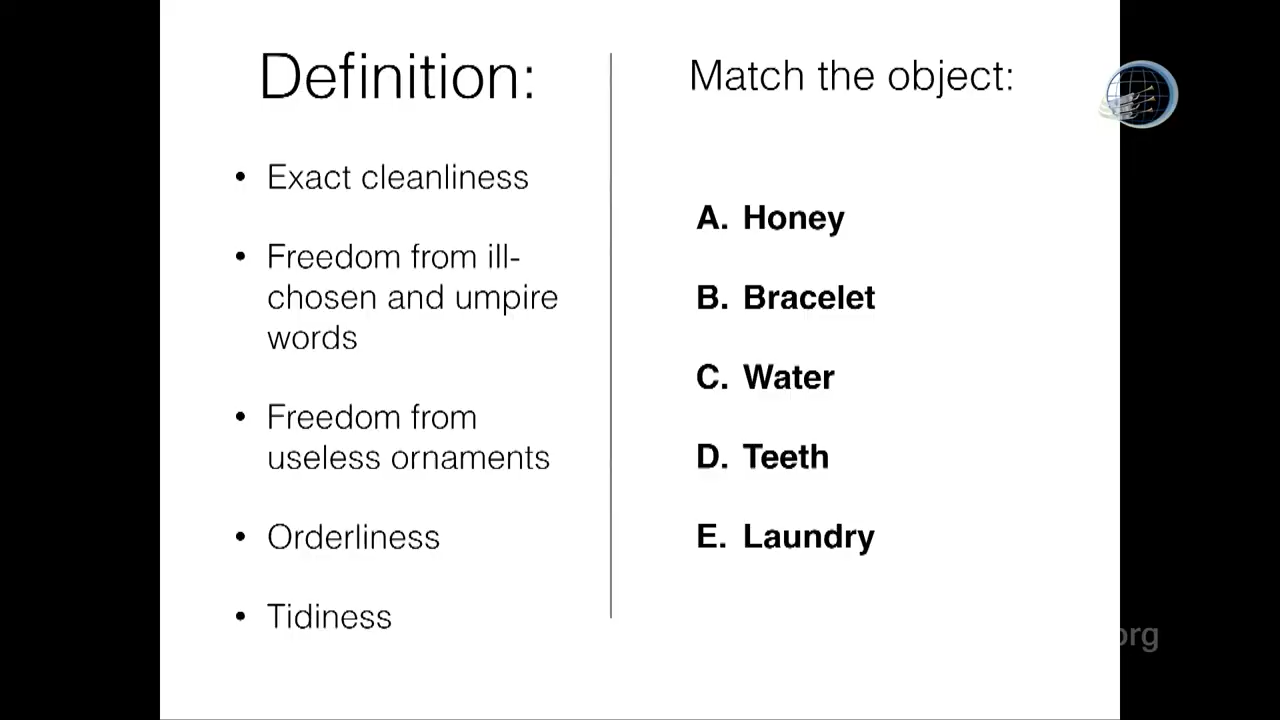 Definition:
• Exact cleanliness
• Freedom from ill-
chosen and umpire
words
• Freedom from
useless ornaments
• Orderliness
• Tidiness
Match the object:
A. Honey
B. Bracelet
C. Water
D. Teeth
E. Laundry
org